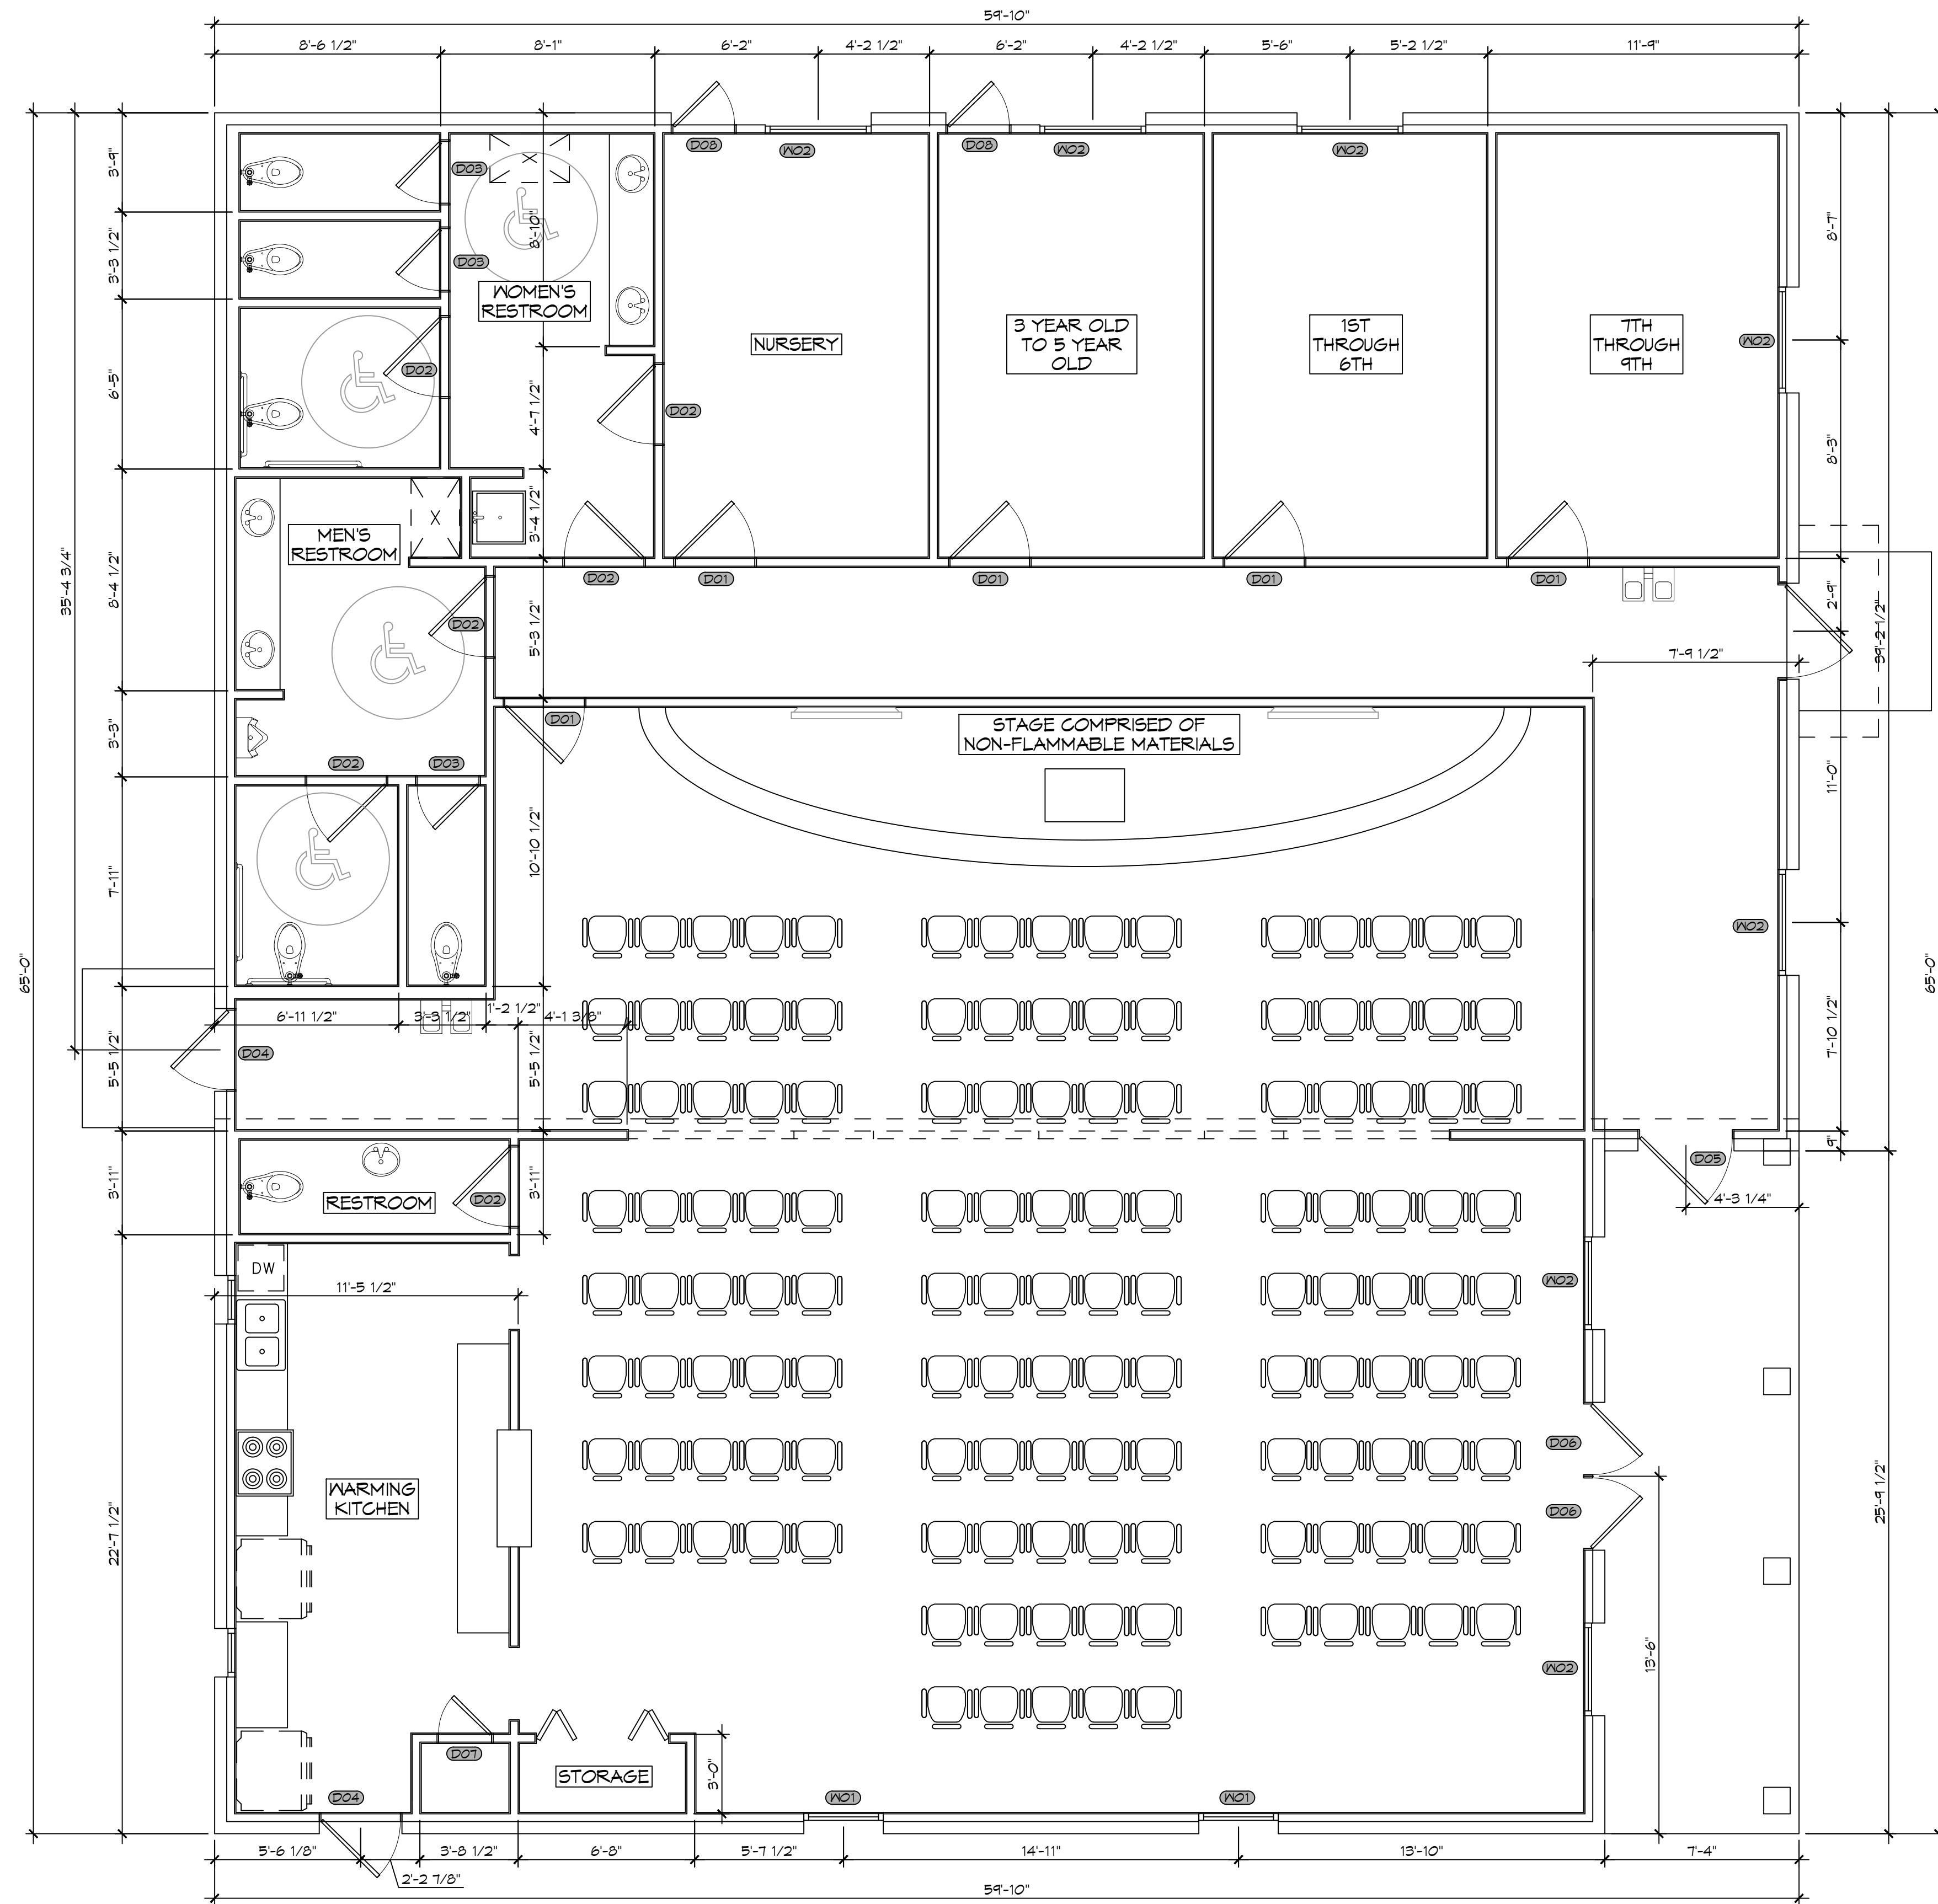 59'-10"
8'-6 1/2"
8'-1"
6'-2"
4'-2 1/2"
6'-2"
4'-2 1/2"
5'-6"
5'-2 1/2"
11'-9"
D08
W02
D08
W02
W02
3'-9"
D03
8'-10"
8'-7"
3'-3 1/2"
D03
WOMEN'S
RESTROOM
NURSERY
3 YEAR OLD
TO 5 YEAR
OLD
1ST
THROUGH
6TH
7TH
THROUGH
9TH
W02
6'-5"
D02
4'-7 1/2"
D02
8'-3"
MEN'S
RESTROOM
3'-4 1/2"
35'-4 3/4"
8'-4 1/2"
D02
D01
D01
D01
D01
D02
5'-3 1/2"
2'-9"
39'-2 1/2"
7'-9 1/2"
D01
STAGE COMPRISED OF
NON-FLAMMABLE MATERIALS
3'-3"
D02
D03
11'-0"
7'-11"
10'-10 1/2"
W02
65'-0"
65'-0"
6'-11 1/2"
3'-3 1/2"
1'-2 1/2"
4'-1 3/8"
D04
5'-5 1/2"
5'-5 1/2"
7'-10 1/2"
9"
D05
3'-11"
RESTROOM
D02
3'-11"
4'-3 1/4"
DW
11'-5 1/2"
W02
D06
WARMING
KITCHEN
D06
22'-7 1/2"
25'-9 1/2"
13'-6"
W02
D07
STORAGE
3'-0"
D04
W01
W01
5'-6 1/8"
3'-8 1/2"
6'-8"
5'-7 1/2"
14'-11"
13'-10"
7'-4"
2'-2 7/8"
59'-10"